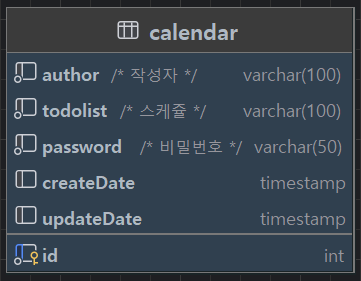 calendar
author /* 작성자 */ varchar(100)
todolist /* 스케쥴 */ varchar(100)
password /* 비밀번호 */ varchar(50)
createDate timestamp
updateDate timestamp
id int